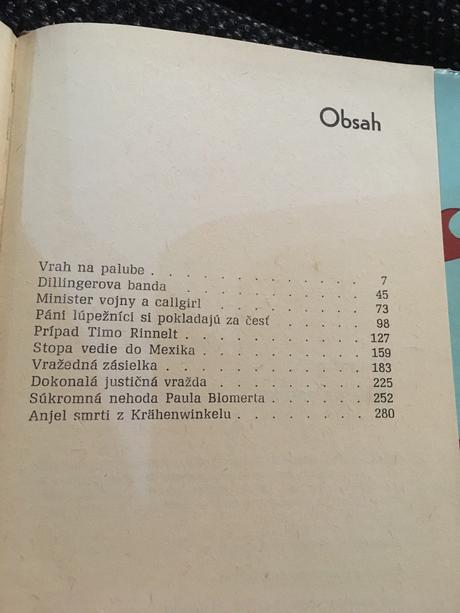 Obsah
Vrah na palube . . . . . . . . . . . . 7
Dillingerova banda . . . . . . . . . . 45
Minister vojny a callgirl . . . . . . . . 73
Páni lúpežníci si pokladajú za česť . . . . 98
Prípad Timo Rinnelt . . . . . . . . . . 127
Stopa vedie do Mexika . . . . . . . . . 159
Vražedná zásielka . . . . . . . . . . . 183
Dokonalá justičná vražda . . . . . . . . 225
Súkromná nehoda Paula Blomerta . . . . . 252
Anjel smrti z Krähenwinkelu . . . . . . . 280